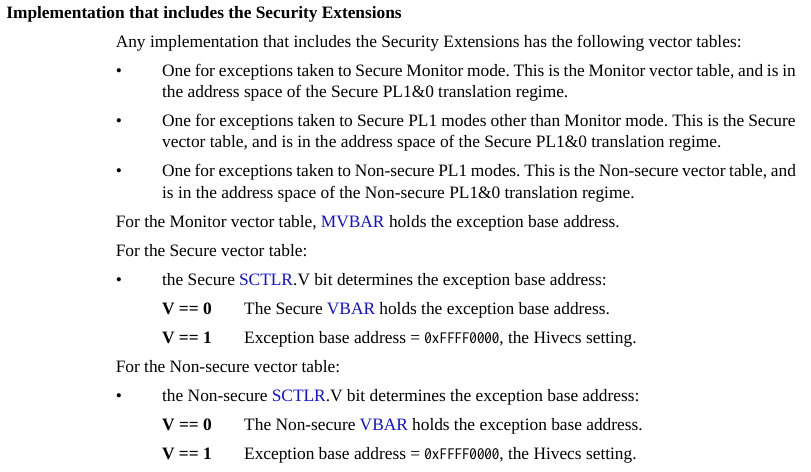 Implementation that includes the Security Extensions
Any implementation that includes the Security Extensions has the following vector tables:
• One for exceptions taken to Secure Monitor mode. This is the Monitor vector table, and is in
the address space of the Secure PL1&0 translation regime.
• One for exceptions taken to Secure PL1 modes other than Monitor mode. This is the Secure
vector table, and is in the address space of the Secure PL1&0 translation regime.
• One for exceptions taken to Non-secure PL1 modes. This is the Non-secure vector table, and
is in the address space of the Non-secure PL1&0 translation regime.
For the Monitor vector table, MVBAR holds the exception base address.
For the Secure vector table:
• the Secure SCTLR.V bit determines the exception base address:
V == 0 The Secure VBAR holds the exception base address.
V == 1 Exception base address = 0xFFFF0000, the Hivecs setting.
For the Non-secure vector table:
• the Non-secure SCTLR.V bit determines the exception base address:
V == 0 The Non-secure VBAR holds the exception base address.
V == 1 Exception base address = 0xFFFF0000, the Hivecs setting.